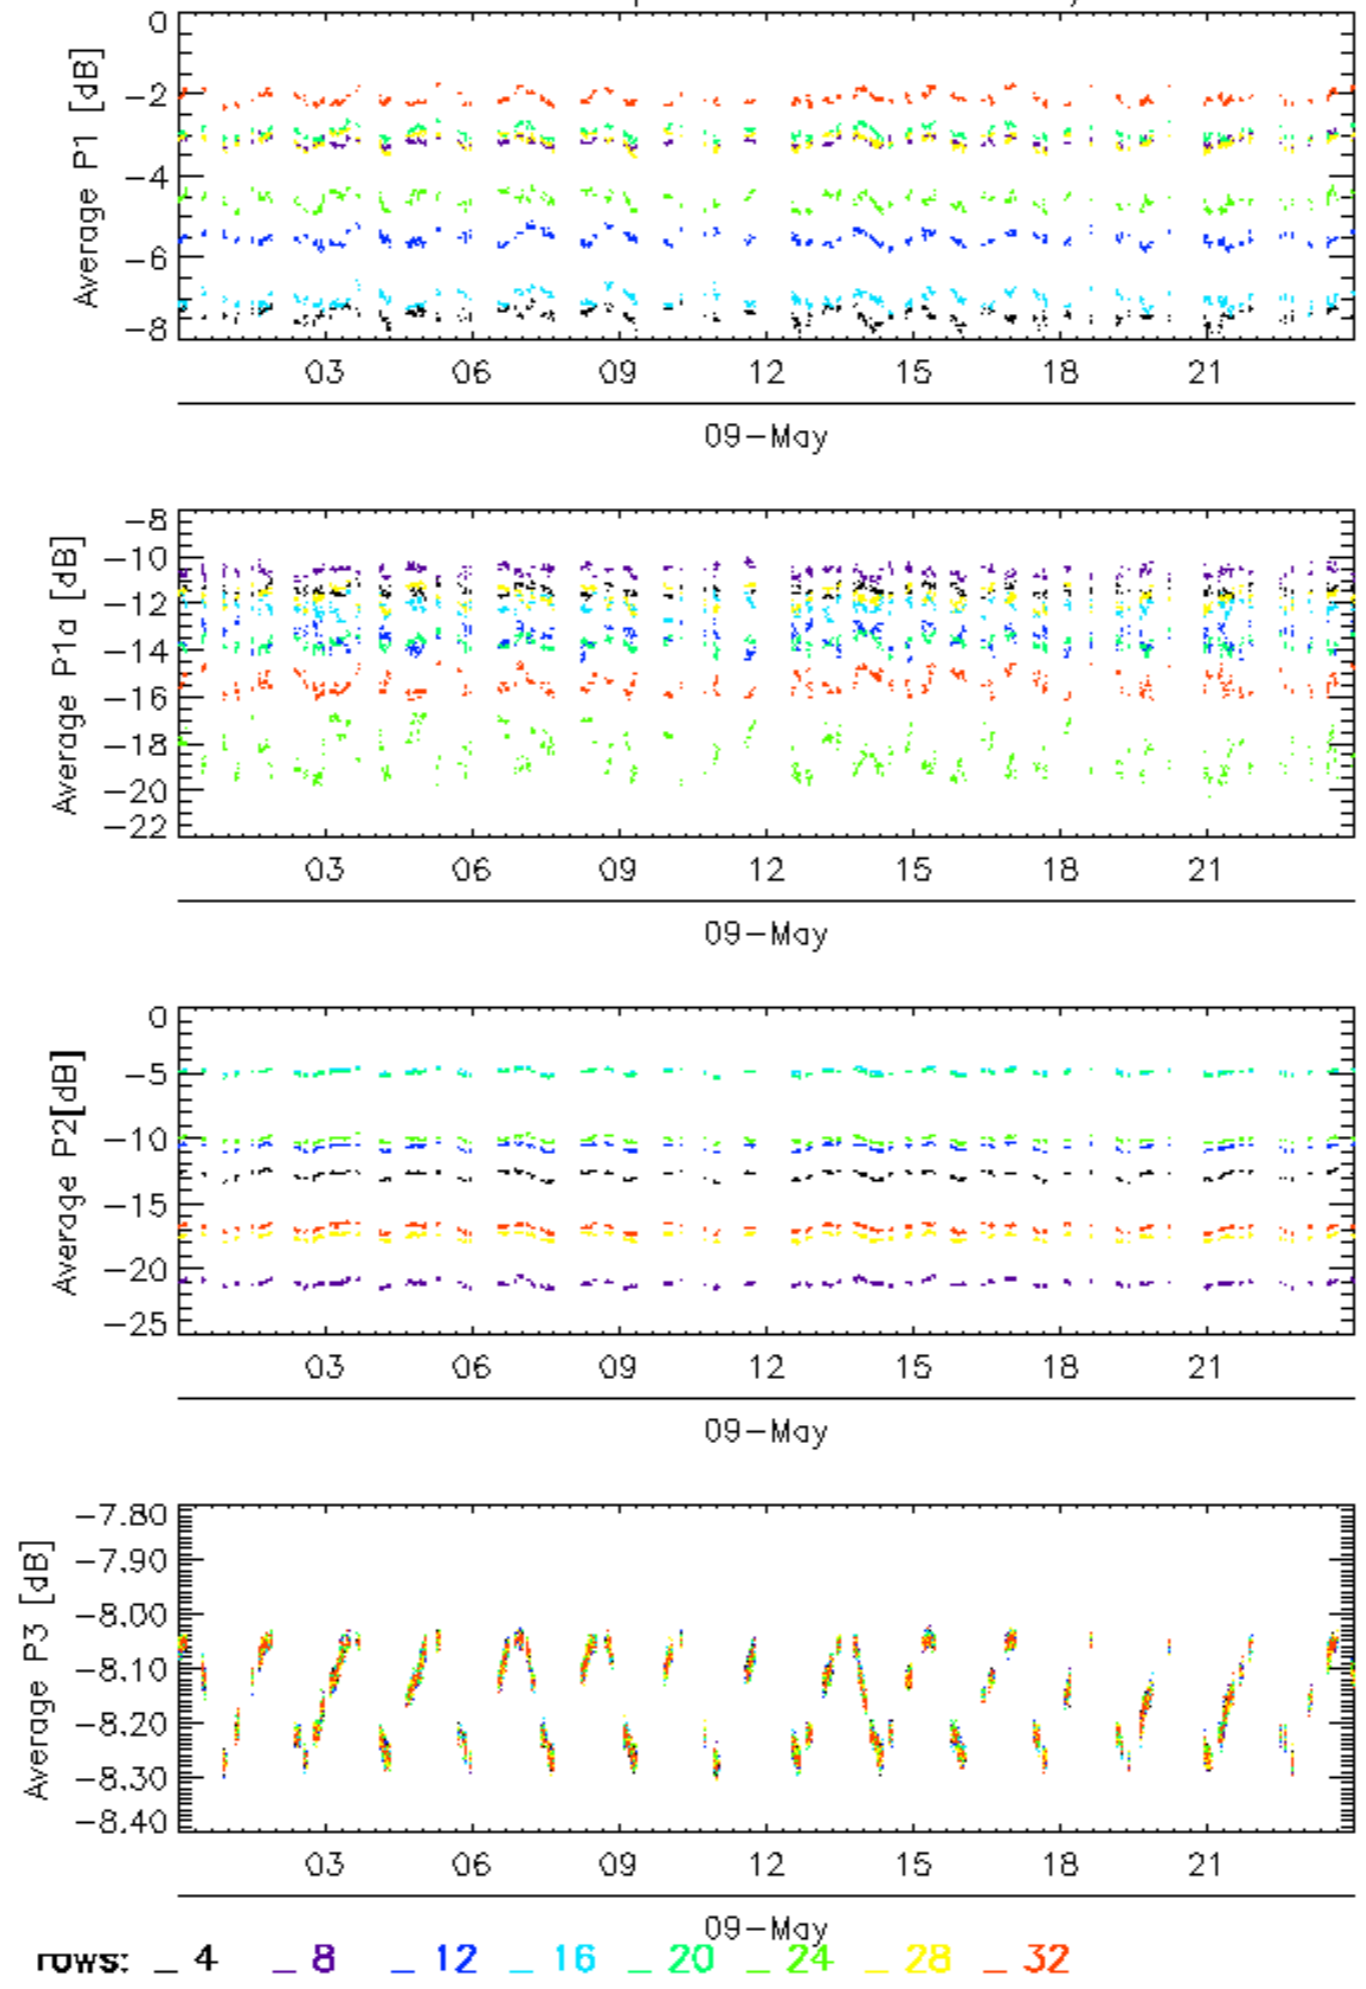 Average P1 [dB]
0
-2
-4
-6
-8
03 06 09 12 15 18 21
09-May
Average P1a [dB]
-8
-10
-12
-14
-16
-18
-20
-22
03 06 09 12 15 18 21
09-May
Average P2[dB]
0
-5
-10
-15
-20
-25
03 06 09 12 15 18 21
09-May
Average P3 [dB]
-7.80
-7.90
-8.00
-8.10
-8.20
-8.30
-8.40
03 06 09 12 15 18 21
09-May
rows: _ 4 _ 8 _ 12 _ 16 _ 20 _ 24 _ 28 _ 32